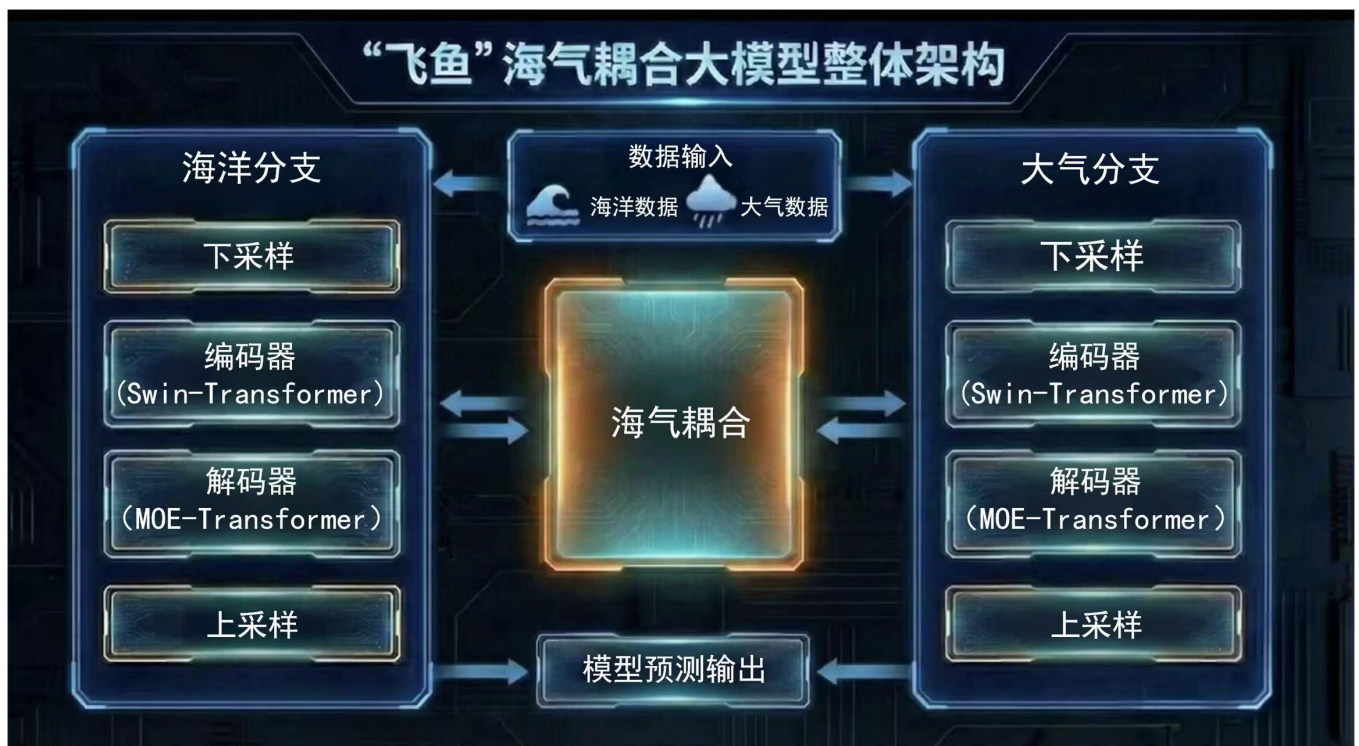 “飞鱼”海气耦合大模型整体架构
海洋分支
下采样
编码器
(Swin-Transformer)
解码器
(MOE-Transformer)
上采样
数据输入
海洋数据 大气数据
海气耦合
模型预测输出
大气分支
下采样
编码器
(Swin-Transformer)
解码器
(MOE-Transformer)
上采样